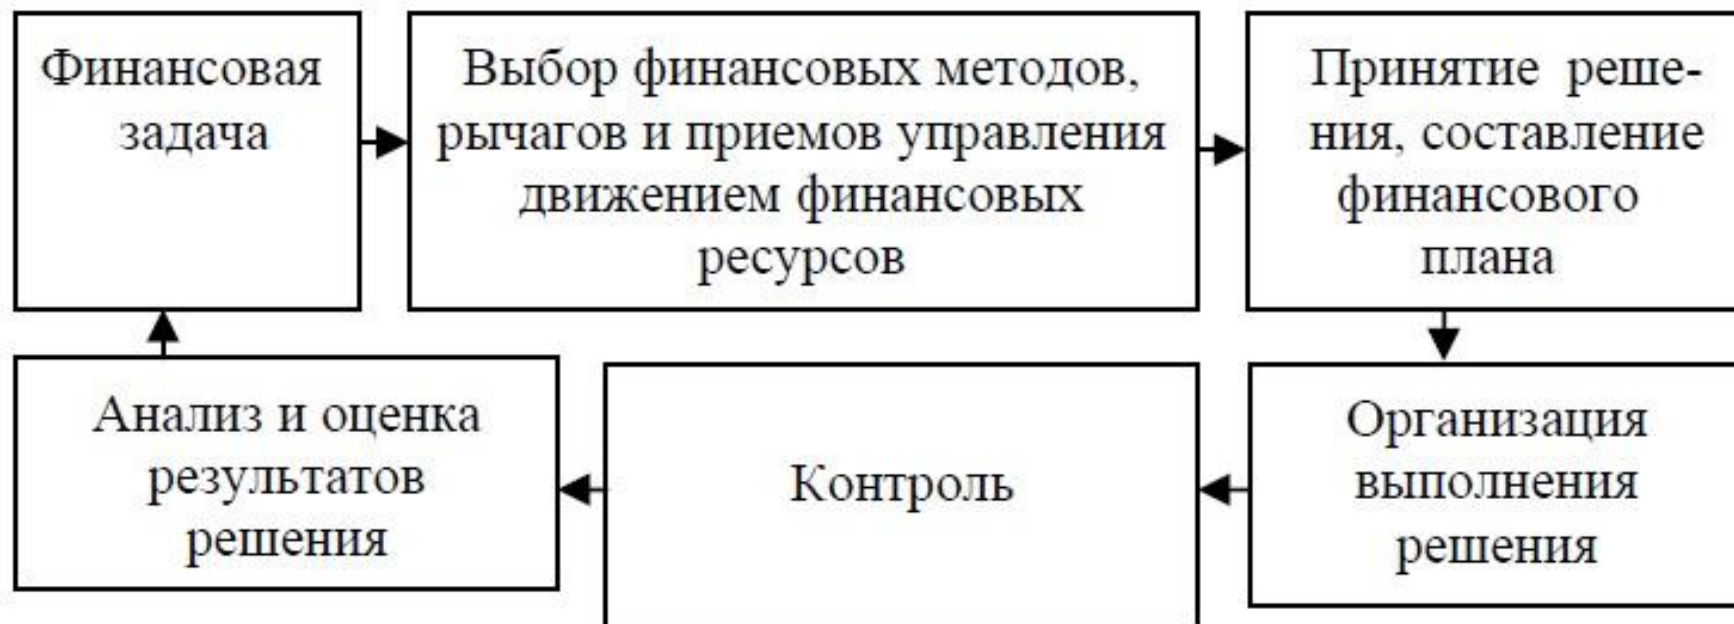 Финансовая
задача
Выбор финансовых методов,
рычагов и приемов управления
движением финансовых
ресурсов
Принятие реше-
ния, составление
финансового
плана
Анализ и оценка
результатов
решения
Контроль
Организация
выполнения
решения